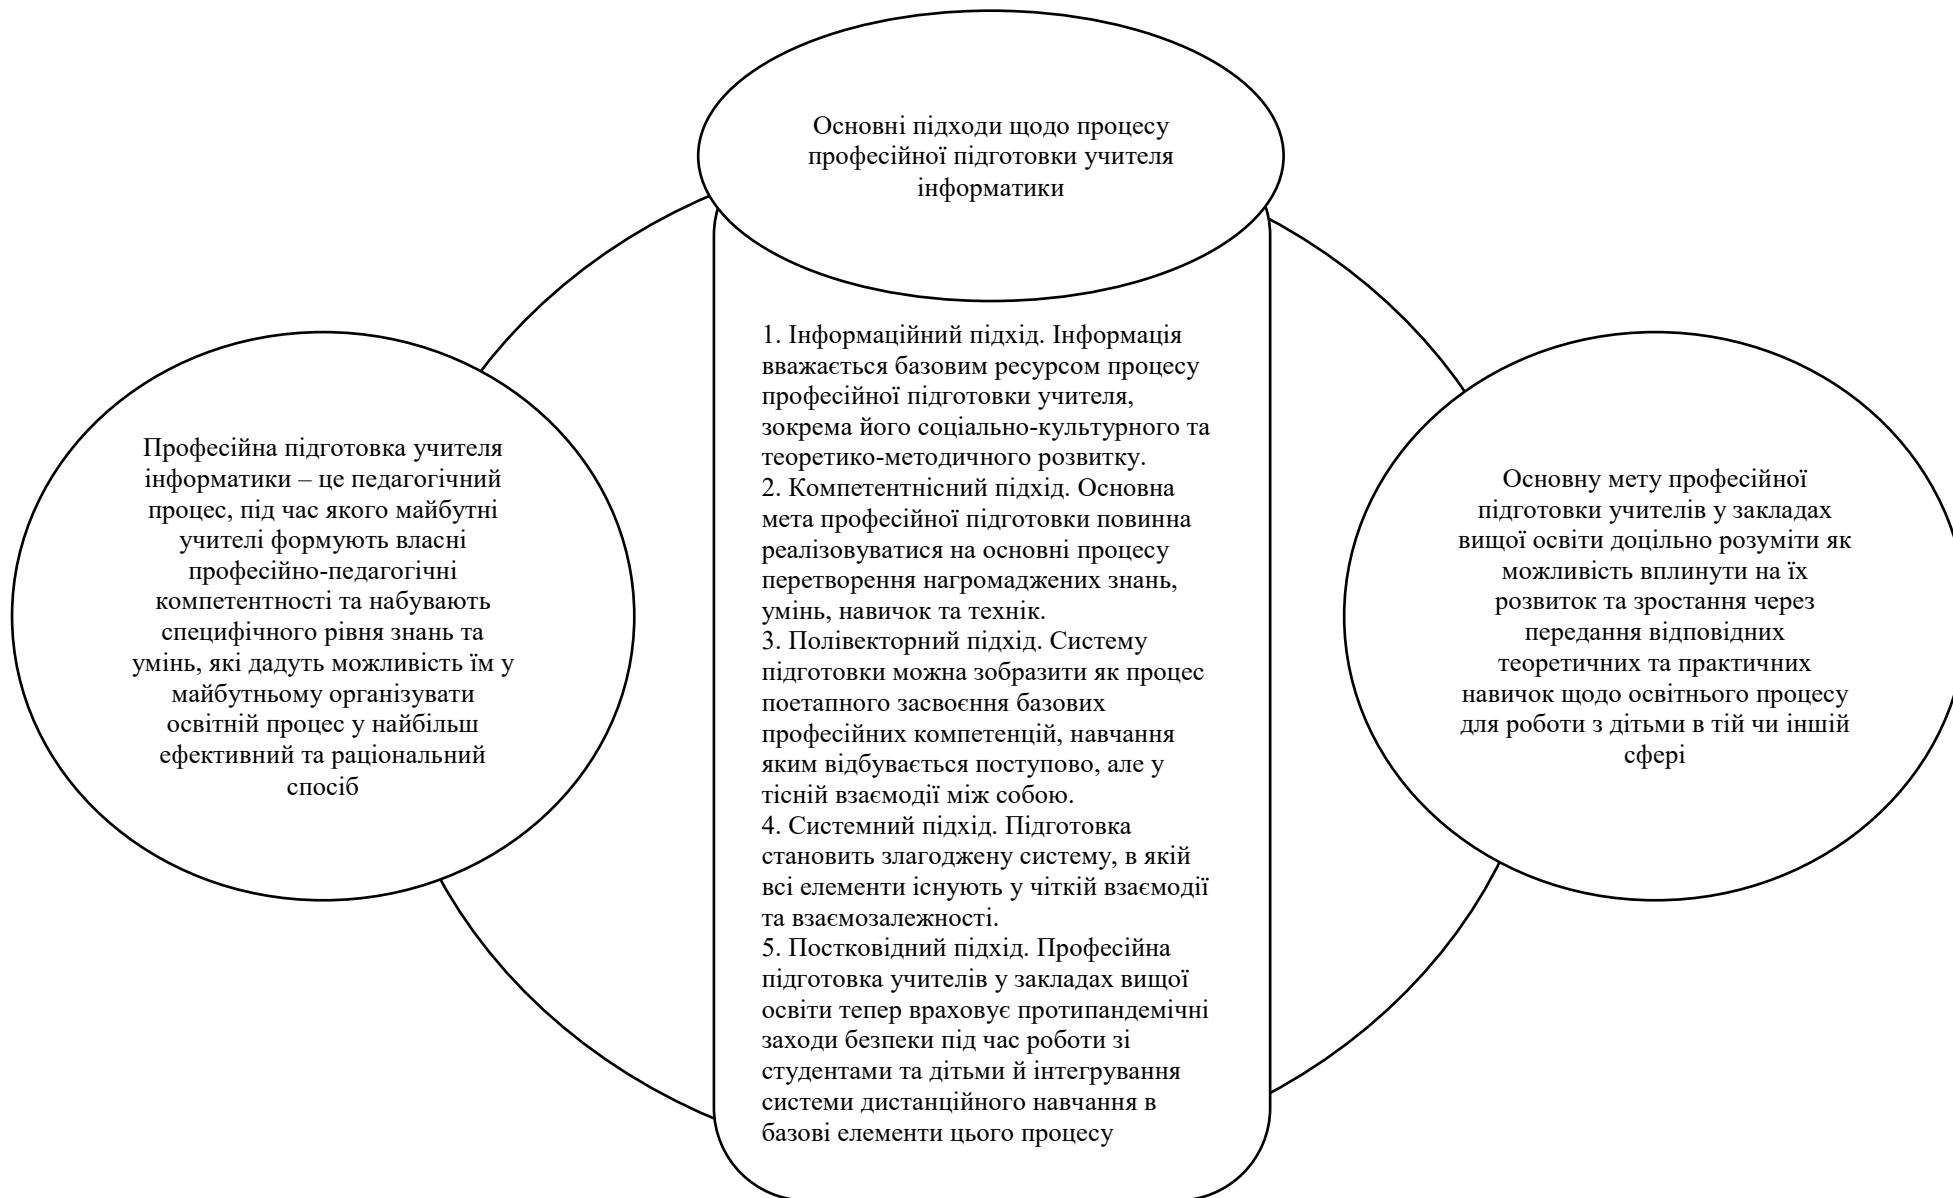 Основні підходи щодо процесу
професійної підготовки учителя
інформатики
Професійна підготовка учителя
інформатики – це педагогічний
процес, під час якого майбутні
учителі формують власні
професійно-педагогічні
компетентності та набувають
специфічного рівня знань та
умінь, які дадуть можливість їм у
майбутньому організувати
освітній процес у найбільш
ефективний та раціональний
спосіб
1. Інформаційний підхід. Інформація
вважається базовим ресурсом процесу
професійної підготовки учителя,
зокрема його соціально-культурного та
теоретико-методичного розвитку.
2. Компетентнісний підхід. Основна
мета професійної підготовки повинна
реалізовуватися на основні процесу
перетворення нагромаджених знань,
умінь, навичок та технік.
3. Полівекторний підхід. Систему
підготовки можна зобразити як процес
поетапного засвоєння базових
професійних компетенцій, навчання
яким відбувається поступово, але у
тісній взаємодії між собою.
4. Системний підхід. Підготовка
становить злагоджену систему, в якій
всі елементи існують у чіткій взаємодії
та взаємозалежності.
5. Постковідний підхід. Професійна
підготовка учителів у закладах вищої
освіти тепер враховує протипандемічні
заходи безпеки під час роботи зі
студентами та дітьми й інтегрування
системи дистанційного навчання в
базові елементи цього процесу
Основну мету професійної
підготовки учителів у закладах
вищої освіти доцільно розуміти як
можливість вплинути на їх
розвиток та зростання через
передання відповідних
теоретичних та практичних
навичок щодо освітнього процесу
для роботи з дітьми в тій чи іншій
сфері